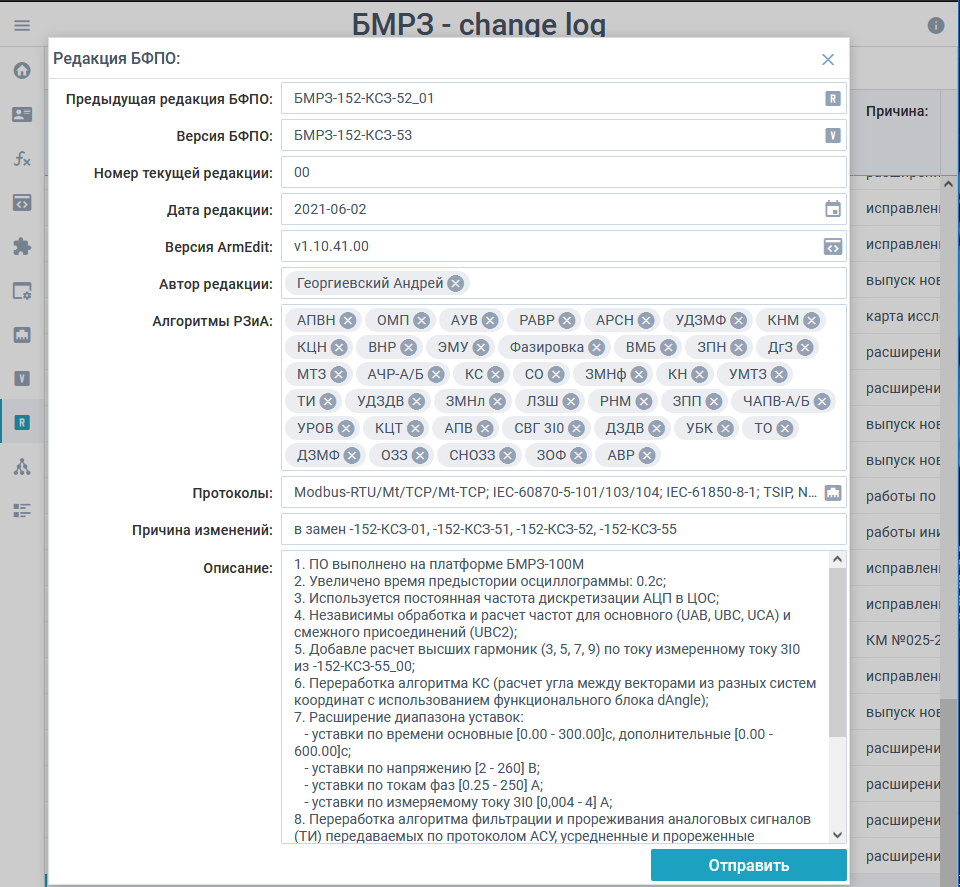 БМРЗ - change log
Редакция БФПО:
Предыдущая редакция БФПО: БМРЗ-152-КСЗ-52_01
Версия БФПО: БМРЗ-152-КСЗ-53
Номер текущей редакции: 00
Дата редакции: 2021-06-02
Версия ArmEdit: v1.10.41.00
Автор редакции: Георгиевский Андрей
Алгоритмы РЗиА: АПВН ОМП АУВ РАВР АРСН УДЗМФ КНМ
КЦН ВНР ЭМУ Фазировка ВМБ ЗПН ДгЗ
МТЗ АЧР-А/Б КС СО ЗМНф КН УМТЗ
ТИ УДЗДВ ЗМНл ЛЗШ РНМ ЗПП ЧАПВ-А/Б
УРОВ КЦТ АПВ СВГ 3I0 ДЗДВ УБК ТО
ДЗМФ ОЗЗ СНОЗЗ ЗОФ АВР
Протоколы: Modbus-RTU/Mt/TCP/Mt-TCP; IEC-60870-5-101/103/104; IEC-61850-8-1; TSIP, N...
Причина изменений: в замен -152-КСЗ-01, -152-КСЗ-51, -152-КСЗ-52, -152-КСЗ-55
Описание: 1. ПО выполнено на платформе БМРЗ-100М
2. Увеличено время предыстории осциллограммы: 0.2с;
3. Используется постоянная частота дискретизации АЦП в ЦОС;
4. Независимы обработка и расчет частот для основного (UAB, UBC, UCA) и
смежного присоединений (UBC2);
5. Добавле расчет высших гармоник (3, 5, 7, 9) по току измеренному току 3I0
из -152-КСЗ-55_00;
6. Переработка алгоритма КС (расчет угла между векторами из разных систем
координат с использованием функционального блока dAngle);
7. Расширение диапазона уставок:
- уставки по времени основные [0.00 - 300.00]с, дополнительные [0.00 -
600.00]с;
- уставки по напряжению [2 - 260] В;
- уставки по токам фаз [0.25 - 250] А;
- уставки по измеряемому току 3I0 [0,004 - 4] А;
8. Переработка алгоритма фильтрации и прореживания аналоговых сигналов
(ТИ) передаваемых по протоколом АСУ, усредненные и прореженные
Отправить
Причина:
расширени
исправлен
исправлен
выпуск нов
карта иссл
расширени
расширени
выпуск нов
выпуск нов
работы по
работы ини
исправлен
исправлен
КМ №025-2
исправлен
выпуск нов
расширени
расширени
расширени
расширени